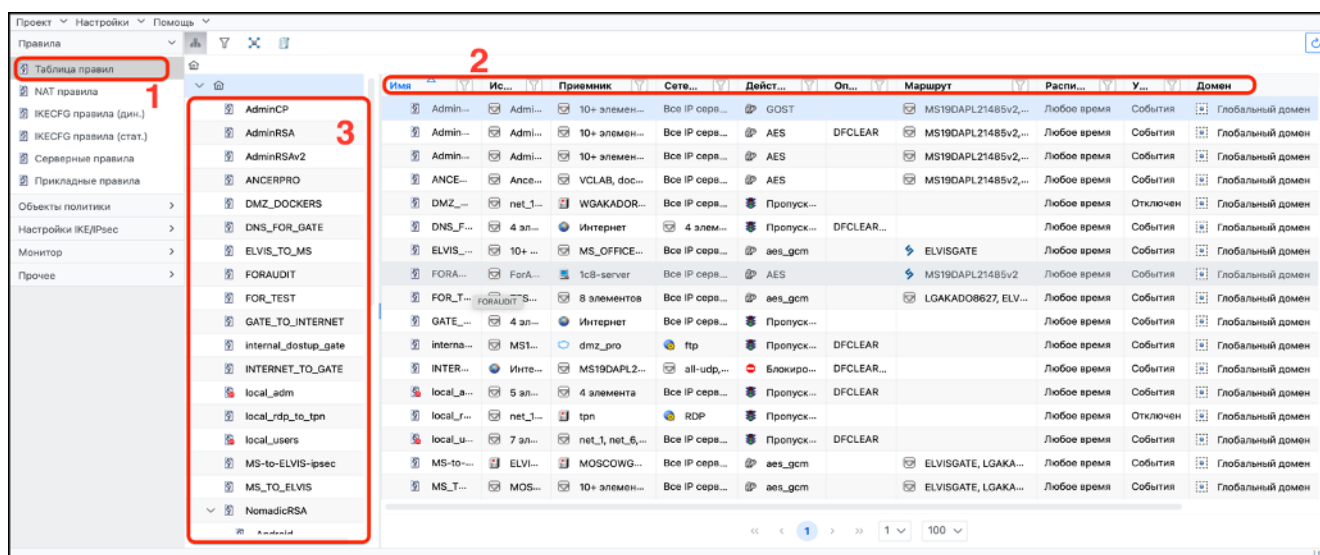 Проект Настройки Помощь
Правила
Таблица правил
1
NAT правила
IKECFG правила (дин.)
IKECFG правила (стат.)
Серверные правила
Прикладные правила
Объекты политики
Настройки IKE/IPsec
Монитор
Прочее
3
AdminCP
AdminRSA
AdminRSAv2
ANCERPRO
DMZ_DOCKERS
DNS_FOR_GATE
ELVIS_TO_MS
FORAUDIT
FOR_TEST
GATE_TO_INTERNET
internal_dostup_gate
INTERNET_TO_GATE
local_adm
local_rdp_to_tpn
local_users
MS-to-ELVIS-ipsec
MS_TO_ELVIS
NomadicRSA
Android
2
Имя Ис... Приемник Сете... Дейст... Оп... Маршрут Распи... У... Домен
Admin... Admi... 10+ элемен... Все IP серв... GOST MS19DAPL21485v2,... Любое время События Глобальный домен
Admin... Admi... 10+ элемен... Все IP серв... AES DFCLEAR MS19DAPL21485v2,... Любое время События Глобальный домен
Admin... Admi... 10+ элемен... Все IP серв... AES MS19DAPL21485v2,... Любое время События Глобальный домен
ANCE... Ance... VCLAB, doc... Все IP серв... AES MS19DAPL21485v2,... Любое время События Глобальный домен
DMZ_... net_1... WGAKADOR... Все IP серв... Пропуск... Любое время Отключен Глобальный домен
DNS_F... 4 эл... Интернет 4 элем... Пропуск... DFCLEAR... Любое время События Глобальный домен
ELVIS_... 10+ ... MS_OFFICE... Все IP серв... aes_gcm ELVISGATE Любое время События Глобальный домен
FORA... ForA... 1c8-server Все IP серв... AES MS19DAPL21485v2 Любое время События Глобальный домен
FOR_T... 8 элементов Все IP серв... aes_gcm LGAKADO8627, ELV... Любое время События Глобальный домен
FORAUDIT
GATE_... 4 эл... Интернет Все IP серв... Пропуск... Любое время События Глобальный домен
interna... MS1... dmz_pro ftp Пропуск... DFCLEAR Любое время События Глобальный домен
INTER... Инте... MS19DAPL2... all-udp,... Блокиро... DFCLEAR... Любое время События Глобальный домен
local_a... 5 эл... 4 элемента Все IP серв... Пропуск... DFCLEAR Любое время События Глобальный домен
local_r... net_1... tpn RDP Пропуск... Любое время Отключен Глобальный домен
local_u... 7 эл... net_1, net_6,... Все IP серв... Пропуск... DFCLEAR Любое время События Глобальный домен
MS-to-... ELVI... MOSCOWG... Все IP серв... aes_gcm ELVISGATE, LGAKA... Любое время События Глобальный домен
MS_T... MOS... 10+ элемен... Все IP серв... aes_gcm ELVISGATE, LGAKA... Любое время События Глобальный домен
<< < 1 > >> 1 100